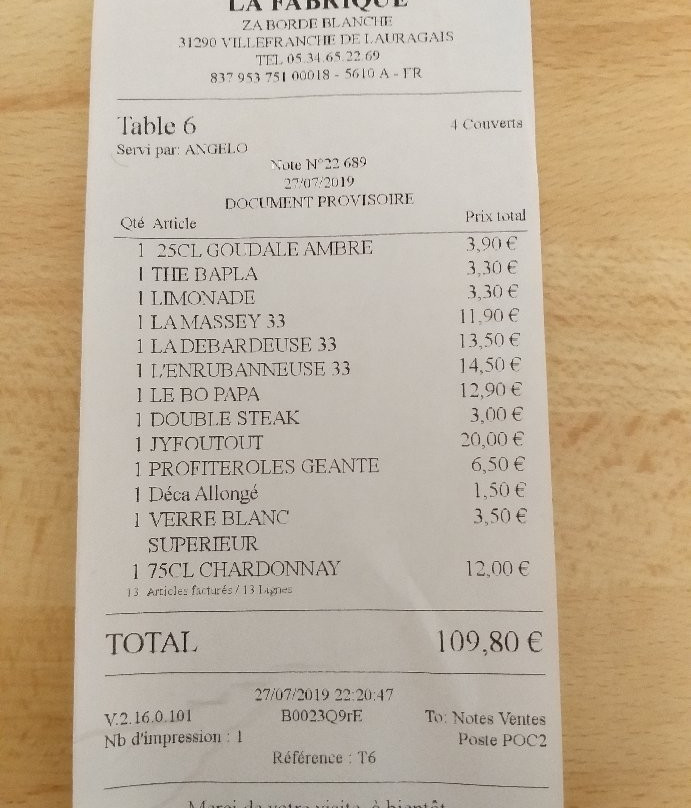 LA FABRIQUE
ZA BORDE BLANCHE
31290 VILLEFRANCHE DE LAURAGAIS
TEL 05.34.65.22.69
837 953 751 00018 - 5610 A - FR
Table 6 4 Couverts
Servi par: ANGELO
Note N°22 689
27/07/2019
DOCUMENT PROVISOIRE
Qté Article Prix total
1 25CL GOUDALE AMBRE 3,90 €
1 THE BAPLA 3,30 €
1 LIMONADE 3,30 €
1 LA MASSEY 33 11,90 €
1 LA DEBARDEUSE 33 13,50 €
1 L'ENRUBANNEUSE 33 14,50 €
1 LE BO PAPA 12,90 €
1 DOUBLE STEAK 3,00 €
1 JYFOUTOUT 20,00 €
1 PROFITEROLES GEANTE 6,50 €
1 Déca Allongé 1,50 €
1 VERRE BLANC 3,50 €
SUPERIEUR
1 75CL CHARDONNAY 12,00 €
13 Articles facturés / 13 Lignes
TOTAL 109,80 €
27/07/2019 22:20:47
V.2.16.0.101 B0023Q9rE To: Notes Ventes
Nb d'impression : 1 Poste POC2
Référence : T6
Merci de votre visite, à bientôt